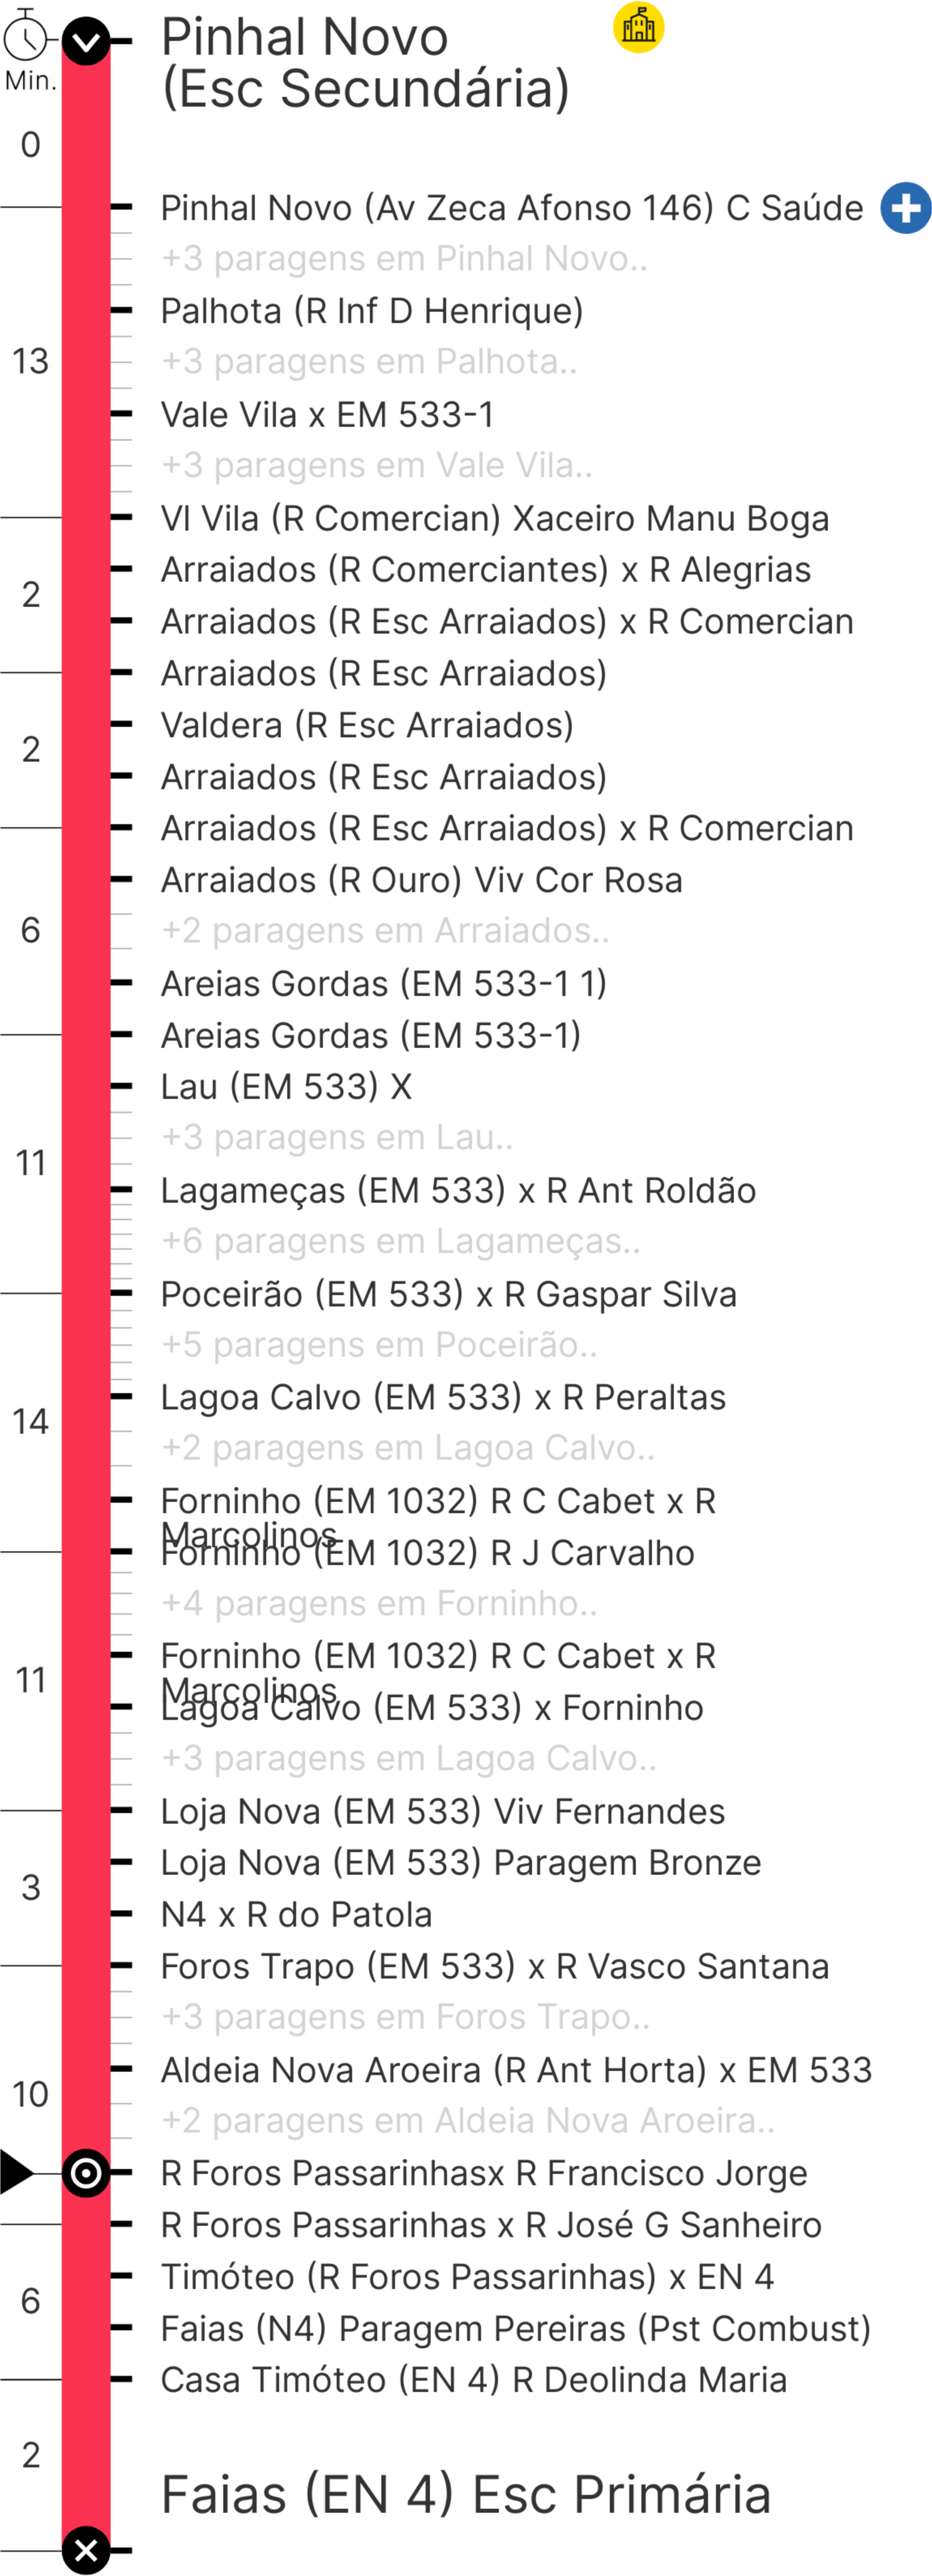 Min.
Pinhal Novo
(Esc Secundária)
0
Pinhal Novo (Av Zeca Afonso 146) C Saúde
+3 paragens em Pinhal Novo..
Palhota (R Inf D Henrique)
13
+3 paragens em Palhota..
Vale Vila x EM 533-1
+3 paragens em Vale Vila..
Vl Vila (R Comercian) Xaceiro Manu Boga
Arraiados (R Comerciantes) x R Alegrias
2
Arraiados (R Esc Arraiados) x R Comercian
Arraiados (R Esc Arraiados)
Valdera (R Esc Arraiados)
2
Arraiados (R Esc Arraiados)
Arraiados (R Esc Arraiados) x R Comercian
Arraiados (R Ouro) Viv Cor Rosa
6
+2 paragens em Arraiados..
Areias Gordas (EM 533-1 1)
Areias Gordas (EM 533-1)
Lau (EM 533) X
+3 paragens em Lau..
11
Lagameças (EM 533) x R Ant Roldão
+6 paragens em Lagameças..
Poceirão (EM 533) x R Gaspar Silva
+5 paragens em Poceirão..
Lagoa Calvo (EM 533) x R Peraltas
14
+2 paragens em Lagoa Calvo..
Forninho (EM 1032) R C Cabet x R
Marcolinos
Forninho (EM 1032) R J Carvalho
+4 paragens em Forninho..
Forninho (EM 1032) R C Cabet x R
11
Marcolinos
Lagoa Calvo (EM 533) x Forninho
+3 paragens em Lagoa Calvo..
Loja Nova (EM 533) Viv Fernandes
Loja Nova (EM 533) Paragem Bronze
3
N4 x R do Patola
Foros Trapo (EM 533) x R Vasco Santana
+3 paragens em Foros Trapo..
Aldeia Nova Aroeira (R Ant Horta) x EM 533
10
+2 paragens em Aldeia Nova Aroeira..
R Foros Passarinhasx R Francisco Jorge
R Foros Passarinhas x R José G Sanheiro
Timóteo (R Foros Passarinhas) x EN 4
6
Faias (N4) Paragem Pereiras (Pst Combust)
Casa Timóteo (EN 4) R Deolinda Maria
2
Faias (EN 4) Esc Primária